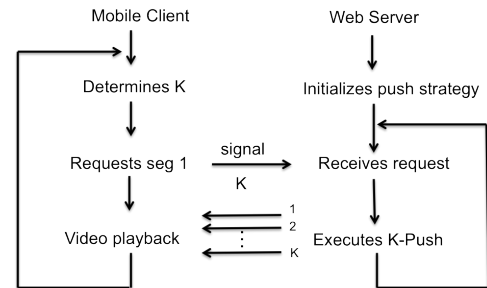 Mobile Client
Web Server
Determines K
Initializes push strategy
signal
Requests seg 1
Receives request
K
1
2
Video playback
Executes K-Push
K